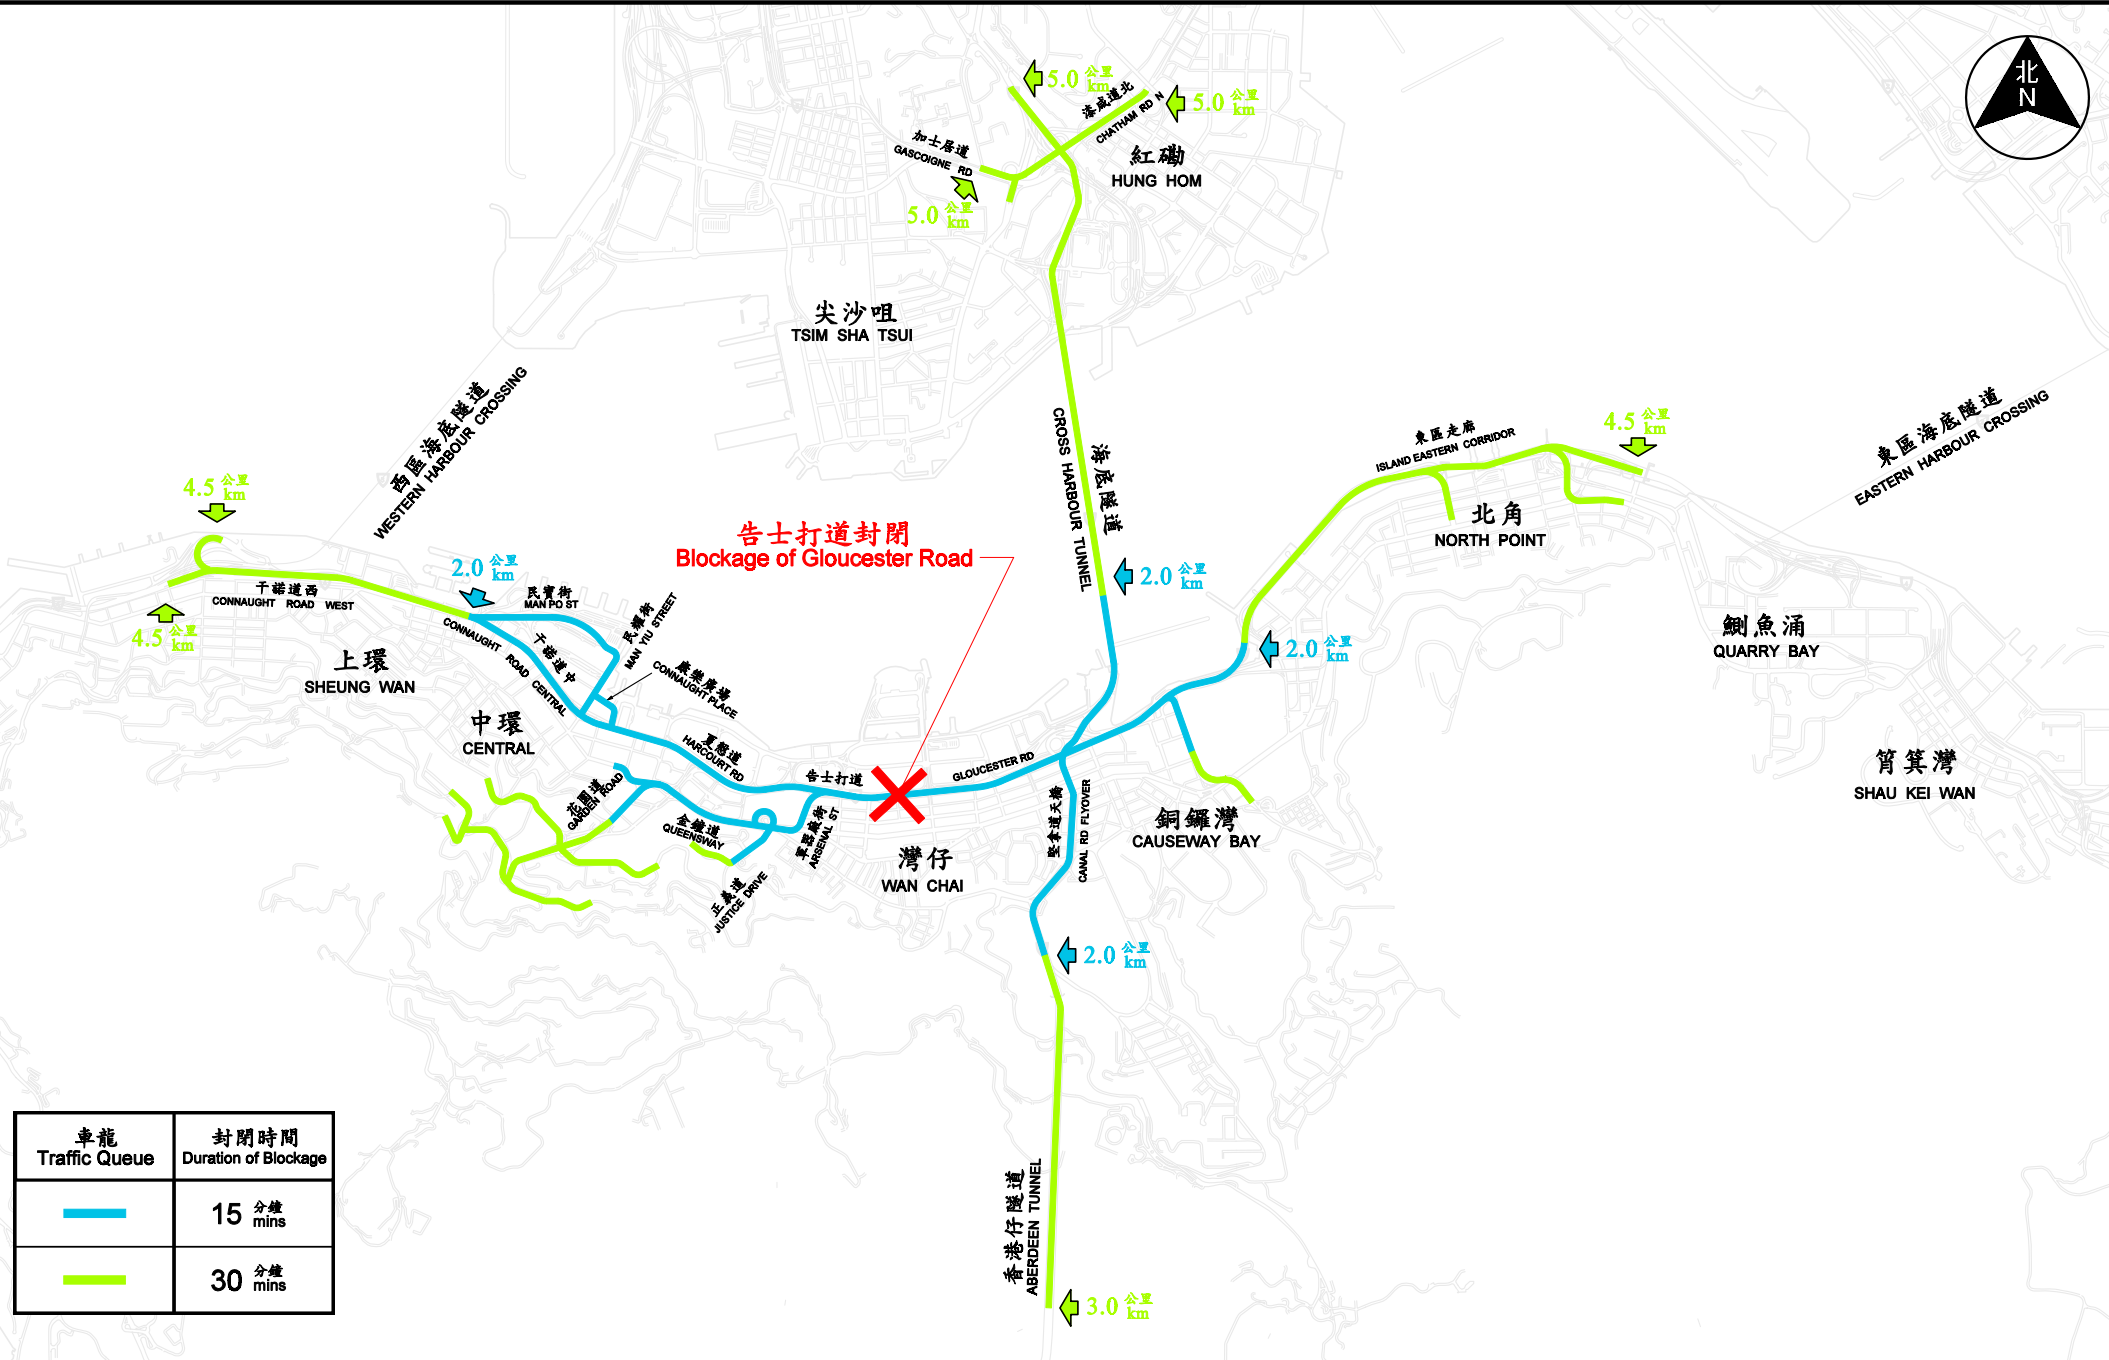 北
N
5.0 公里
km
漆咸道北
CHATHAM RD N
5.0 公里
km
加士居道
GASCOIGNE RD
5.0 公里
km
紅磡
HUNG HOM
尖沙咀
TSIM SHA TSUI
西區海底隧道
WESTERN HARBOUR CROSSING
海底隧道
CROSS HARBOUR TUNNEL
東區走廊
ISLAND EASTERN CORRIDOR
4.5 公里
km
東區海底隧道
EASTERN HARBOUR CROSSING
4.5 公里
km
告士打道封閉
Blockage of Gloucester Road
北角
NORTH POINT
2.0 公里
km
民寶街
MAN PO ST
2.0 公里
km
干諾道西
CONNAUGHT ROAD WEST
4.5 公里
km
民耀街
MAN YIU STREET
干諾道中
CONNAUGHT ROAD CENTRAL
康樂廣場
CONNAUGHT PLACE
上環
SHEUNG WAN
2.0 公里
km
鰂魚涌
QUARRY BAY
中環
CENTRAL
夏慤道
HARCOURT RD
告士打道
GLOUCESTER RD
筲箕灣
SHAU KEI WAN
花園道
GARDEN ROAD
金鐘道
QUEENSWAY
軍器廠街
ARSENAL ST
正義道
JUSTICE DRIVE
灣仔
WAN CHAI
堅拿道天橋
CANAL RD FLYOVER
銅鑼灣
CAUSEWAY BAY
2.0 公里
km
香港仔隧道
ABERDEEN TUNNEL
3.0 公里
km
車龍
Traffic Queue
封閉時間
Duration of Blockage
15 分鐘
mins
30 分鐘
mins